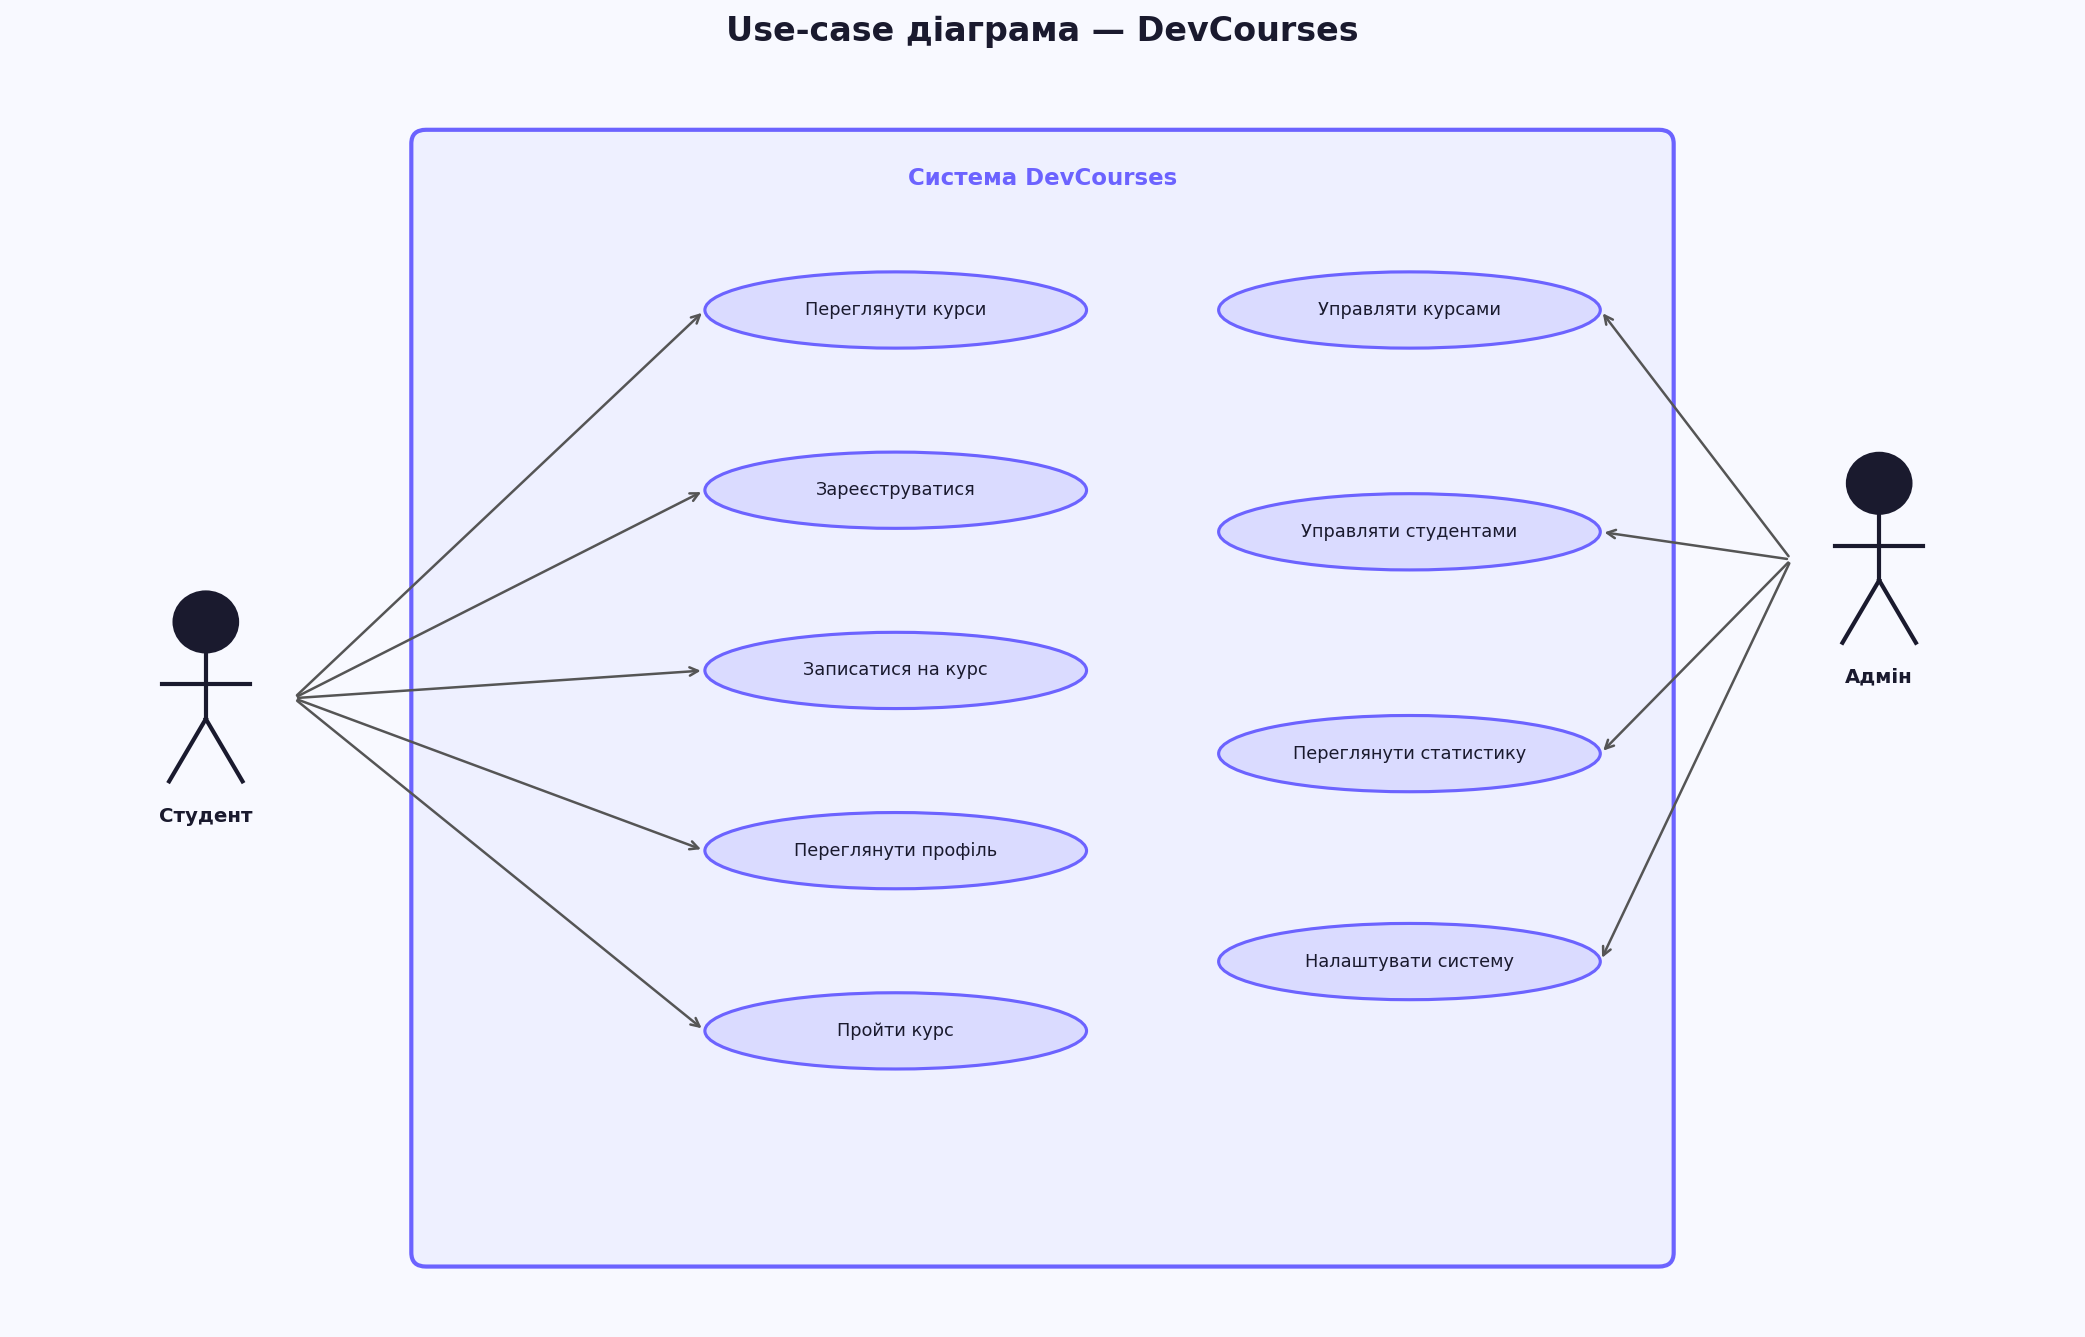 Use-case діаграма — DevCourses
Система DevCourses
Переглянути курси
Зареєструватися
Записатися на курс
Переглянути профіль
Пройти курс
Управляти курсами
Управляти студентами
Переглянути статистику
Налаштувати систему
Студент
Адмін